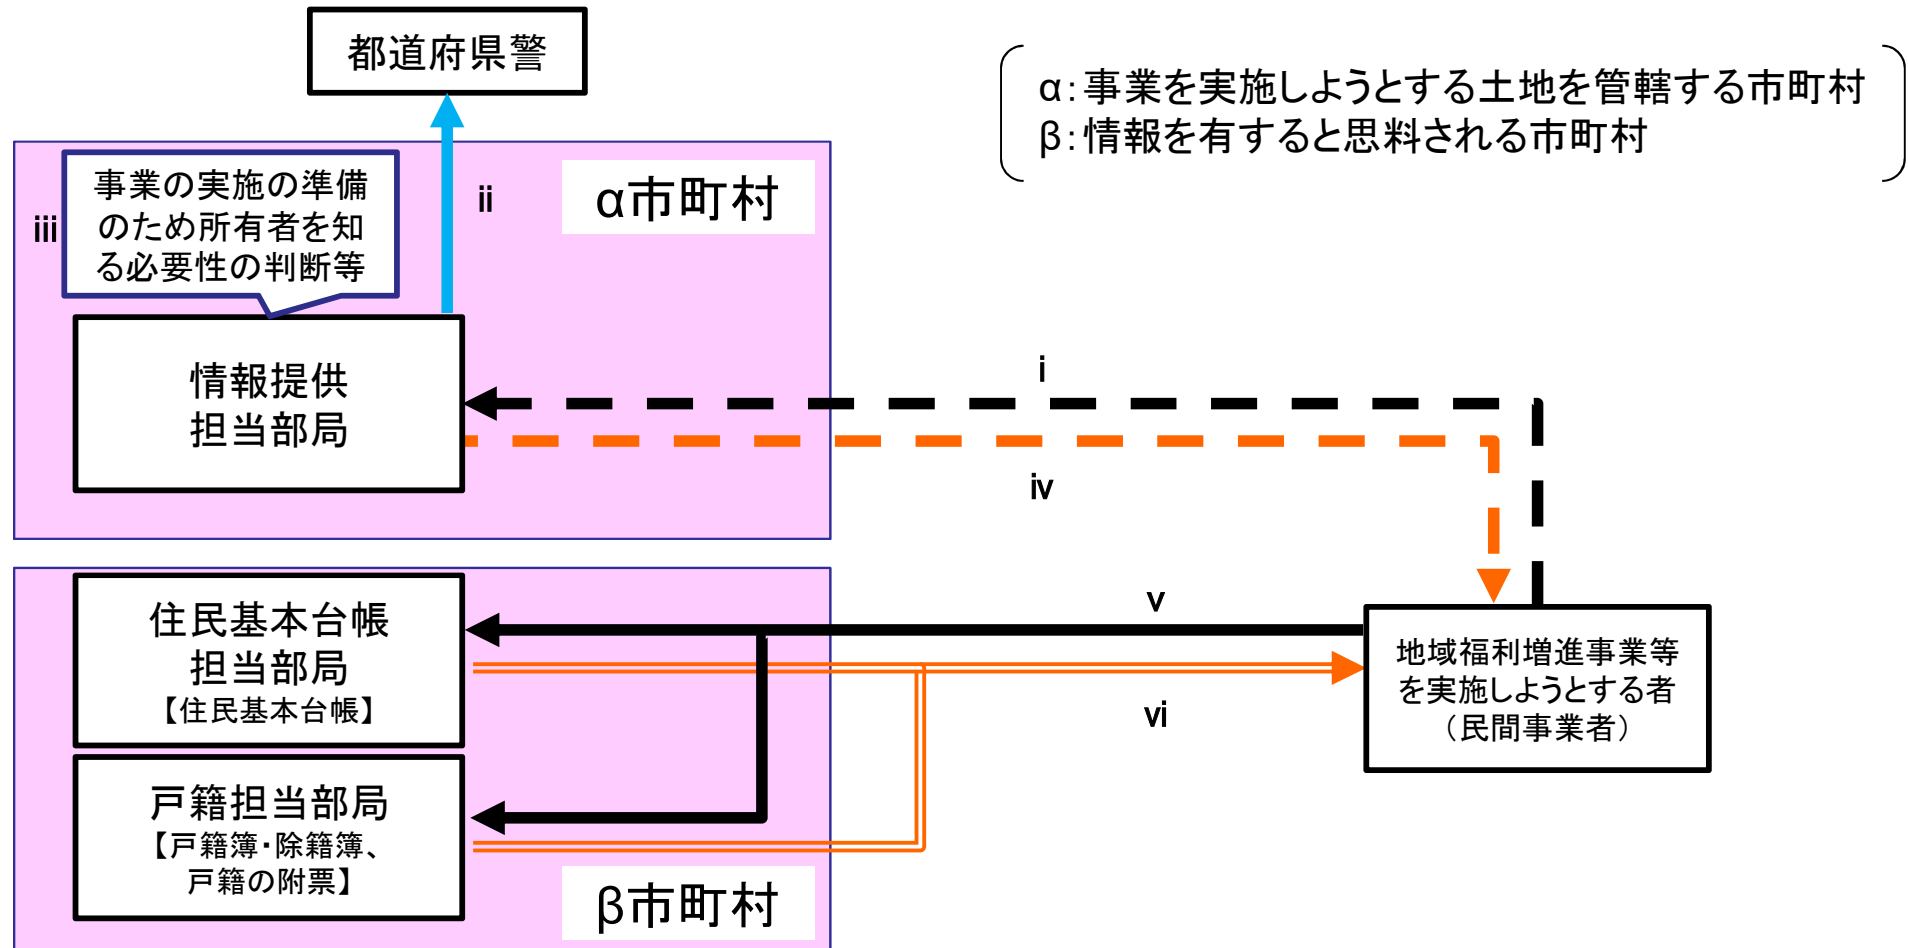 都道府県警
α：事業を実施しようとする土地を管轄する市町村
β：情報を有すると思料される市町村
事業の実施の準備
のため所有者を知
る必要性の判断等
iii
ii
α市町村
情報提供
担当部局
i
iv
住民基本台帳
担当部局
【住民基本台帳】
v
vi
地域福利増進事業等
を実施しようとする者
（民間事業者）
戸籍担当部局
【戸籍簿・除籍簿、
戸籍の附票】
β市町村